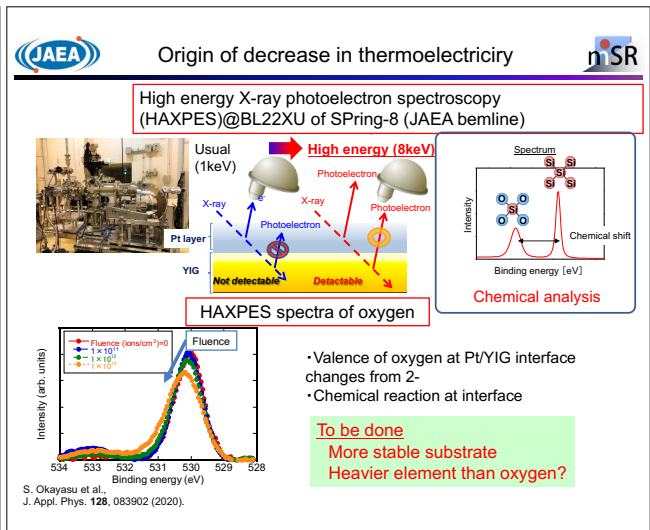 JAEA
Origin of decrease in thermoelectriciry
mSR
High energy X-ray photoelectron spectroscopy
(HAXPES)@BL22XU of SPring-8 (JAEA bemline)
Usual
(1keV)
High energy (8keV)
Photoelectron
X-ray
e-
Photoelectron
X-ray
Photoelectron
Pt layer
YIG
Not detectable
Detactable
Spectrum
Si
Si
Si
Si
Si
O
O
Si
O
O
Intensity
Chemical shift
Binding energy [eV]
Chemical analysis
HAXPES spectra of oxygen
Fluence (ions/cm²)=0
1×10¹¹
1×10¹²
Fluence
Intensity (arb. units)
534 533 532 531 530 529 528
Binding energy (eV)
・Valence of oxygen at Pt/YIG interface
changes from 2-
・Chemical reaction at interface
To be done
More stable substrate
Heavier element than oxygen?
S. Okayasu et al.,
J. Appl. Phys. 128, 083902 (2020).